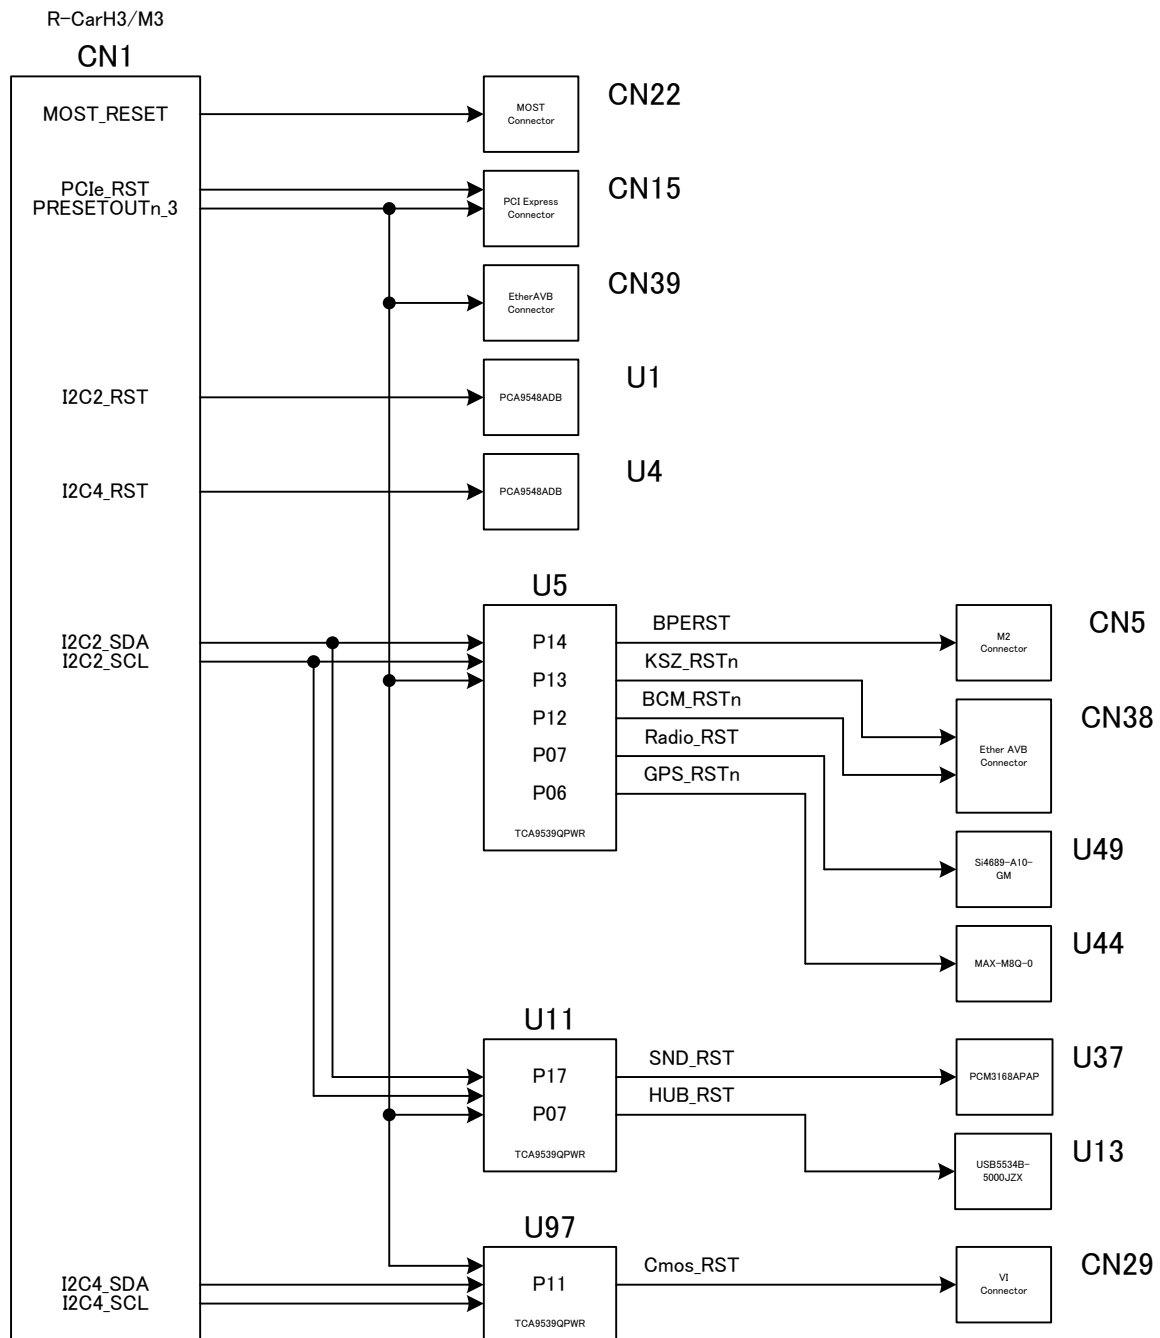 R-CarH3/M3
CN1
MOST_RESET
MOST
Connector
CN22
PCIe_RST
PRESETOUTn_3
PCI Express
Connector
CN15
EtherAVB
Connector
CN39
I2C2_RST
PCA9548ADB
U1
I2C4_RST
PCA9548ADB
U4
U5
I2C2_SDA
I2C2_SCL
P14
P13
P12
P07
P06
TCA9539QPWR
BPERST
KSZ_RSTn
BCM_RSTn
Radio_RST
GPS_RSTn
M2
Connector
CN5
Ether AVB
Connector
CN38
Si4689-A10-
GM
U49
MAX-M8Q-0
U44
U11
P17
P07
TCA9539QPWR
SND_RST
HUB_RST
PCM3168APAP
U37
USB5534B-
5000JZX
U13
U97
I2C4_SDA
I2C4_SCL
P11
TCA9539QPWR
Cmos_RST
VI
Connector
CN29